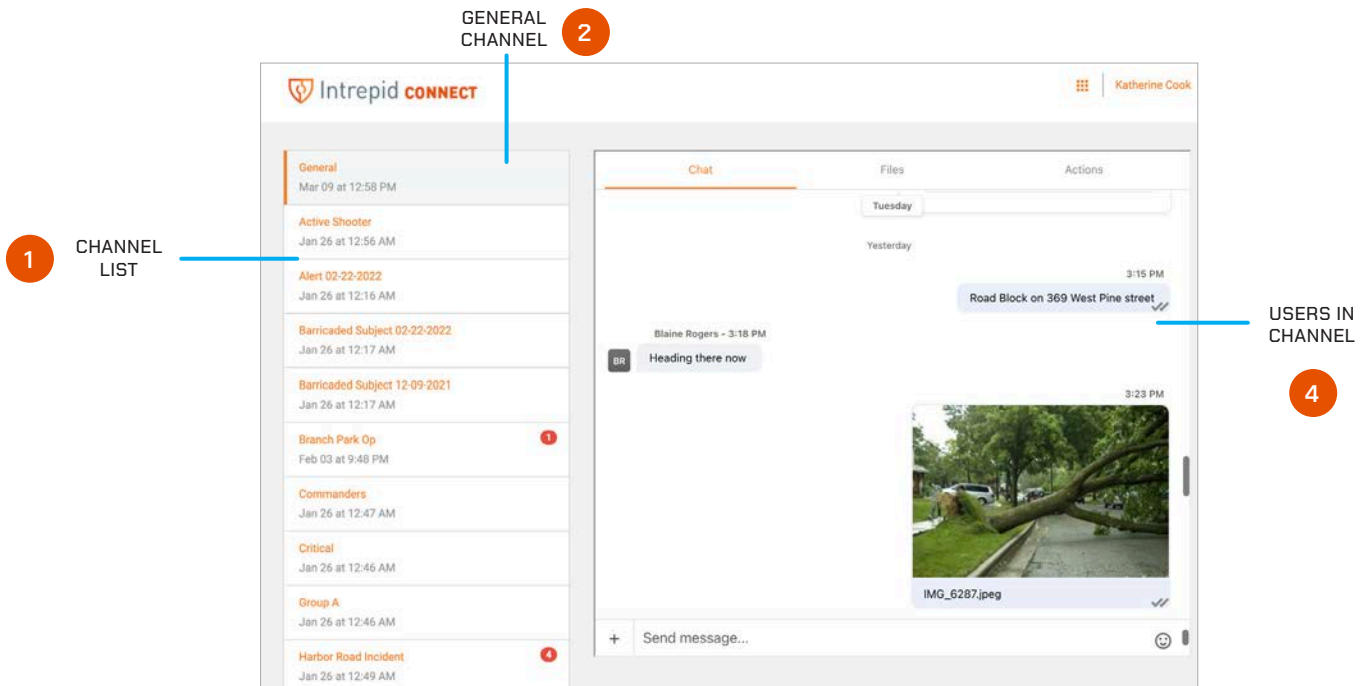 GENERAL
CHANNEL
2
Intrepid CONNECT
Katherine Cook
General
Mar 09 at 12:58 PM
Active Shooter
Jan 26 at 12:56 AM
1
CHANNEL
LIST
Alert 02-22-2022
Jan 26 at 12:16 AM
Barricaded Subject 02-22-2022
Jan 26 at 12:17 AM
Barricaded Subject 12-09-2021
Jan 26 at 12:17 AM
Branch Park Op
1
Feb 03 at 9:48 PM
Commanders
Jan 26 at 12:47 AM
Critical
Jan 26 at 12:46 AM
Group A
Jan 26 at 12:46 AM
Harbor Road Incident
4
Jan 26 at 12:49 AM
Chat
Files
Actions
Tuesday
Yesterday
3:15 PM
Road Block on 369 West Pine street
Blaine Rogers - 3:18 PM
BR
Heading there now
3:23 PM
IMG_6287.jpeg
+
Send message...
USERS IN
CHANNEL
4